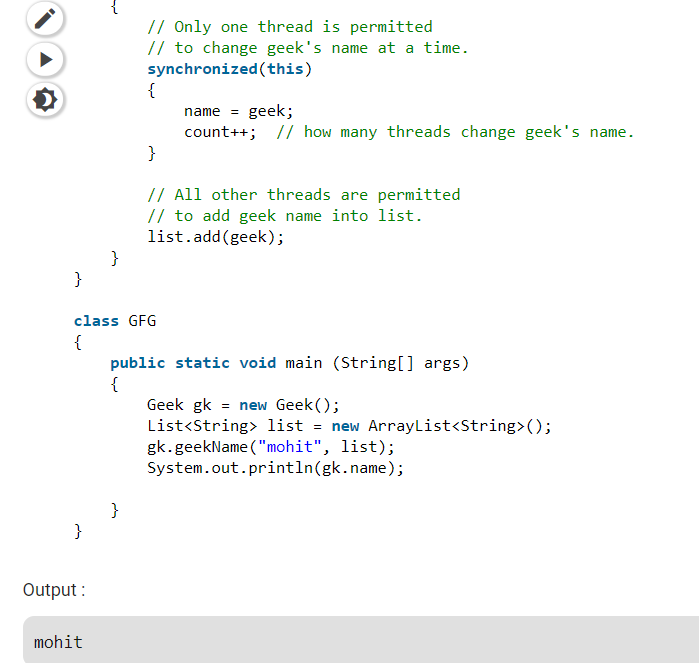 {
// Only one thread is permitted
// to change geek's name at a time.
synchronized(this)
{
name = geek;
count++;  // how many threads change geek's name.
}
// All other threads are permitted
// to add geek name into list.
list.add(geek);
}
}
class GFG
{
public static void main (String[] args)
{
Geek gk = new Geek();
List<String> list = new ArrayList<String>();
gk.geekName("mohit", list);
System.out.println(gk.name);
}
}
Output :
mohit